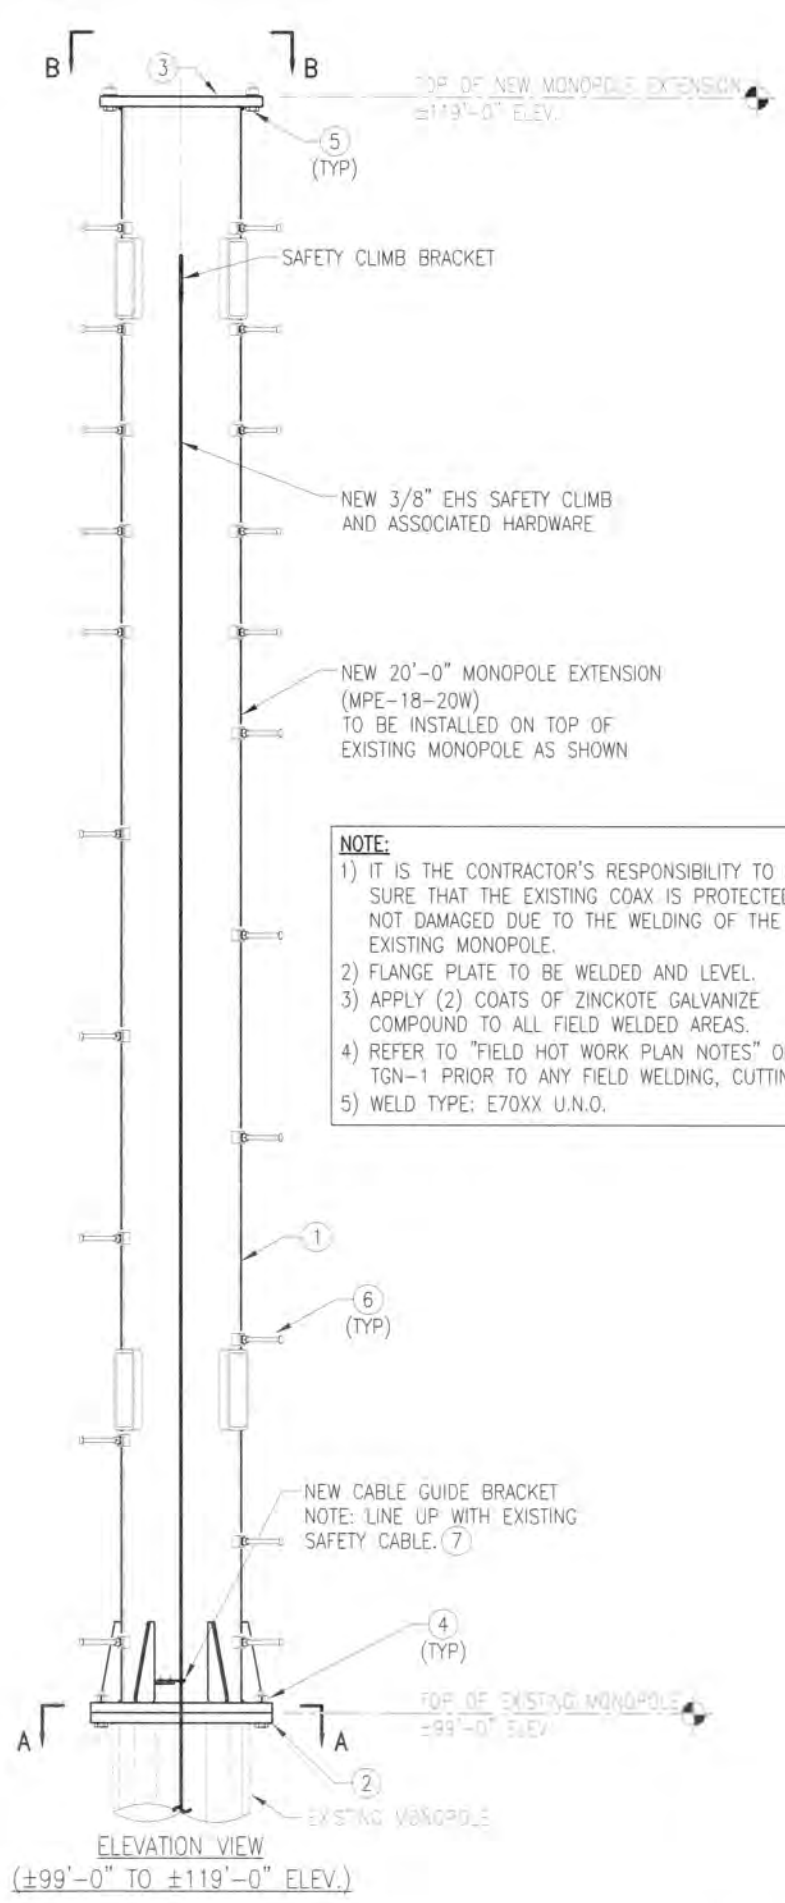 B
B
3
TOP OF NEW MONOPOLE EXTENSION
±119'-0" ELEV.
5
(TYP)
SAFETY CLIMB BRACKET
NEW 3/8" EHS SAFETY CLIMB
AND ASSOCIATED HARDWARE
NEW 20'-0" MONOPOLE EXTENSION
(MPE-18-20W)
TO BE INSTALLED ON TOP OF
EXISTING MONOPOLE AS SHOWN
NOTE:
1) IT IS THE CONTRACTOR'S RESPONSIBILITY TO
SURE THAT THE EXISTING COAX IS PROTECTED
NOT DAMAGED DUE TO THE WELDING OF THE
EXISTING MONOPOLE.
2) FLANGE PLATE TO BE WELDED AND LEVEL.
3) APPLY (2) COATS OF ZINCKOTE GALVANIZE
COMPOUND TO ALL FIELD WELDED AREAS.
4) REFER TO "FIELD HOT WORK PLAN NOTES"
TGN-1 PRIOR TO ANY FIELD WELDING,
5) WELD TYPE: E70XX U.N.O.
1
6
(TYP)
NEW CABLE GUIDE BRACKET
NOTE: LINE UP WITH EXISTING
SAFETY CABLE. 7
4
(TYP)
TOP OF EXISTING MONOPOLE
±99'-0" ELEV
A
A
2
EXISTING MONOPOLE
ELEVATION VIEW
(±99'-0" TO ±119'-0" ELEV.)